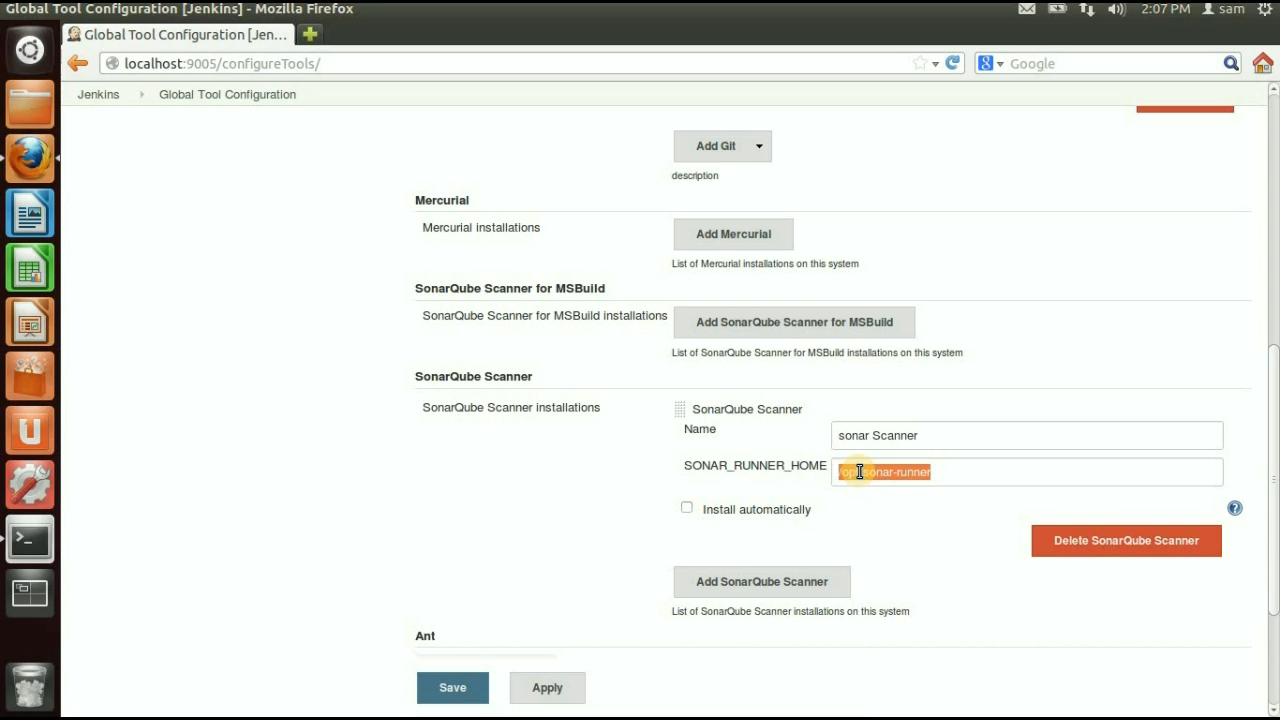 Global Tool Configuration [Jenkins] - Mozilla Firefox
2:07 PM sam
Global Tool Configuration [Jen...
localhost:9005/configureTools/
Google
Jenkins Global Tool Configuration
Add Git
description
Mercurial
Mercurial installations
Add Mercurial
List of Mercurial installations on this system
SonarQube Scanner for MSBuild
SonarQube Scanner for MSBuild installations
Add SonarQube Scanner for MSBuild
List of SonarQube Scanner for MSBuild installations on this system
SonarQube Scanner
SonarQube Scanner installations
SonarQube Scanner
Name
sonar Scanner
SONAR_RUNNER_HOME
/opt/sonar-runner
Install automatically
Delete SonarQube Scanner
Add SonarQube Scanner
List of SonarQube Scanner installations on this system
Ant
Save
Apply